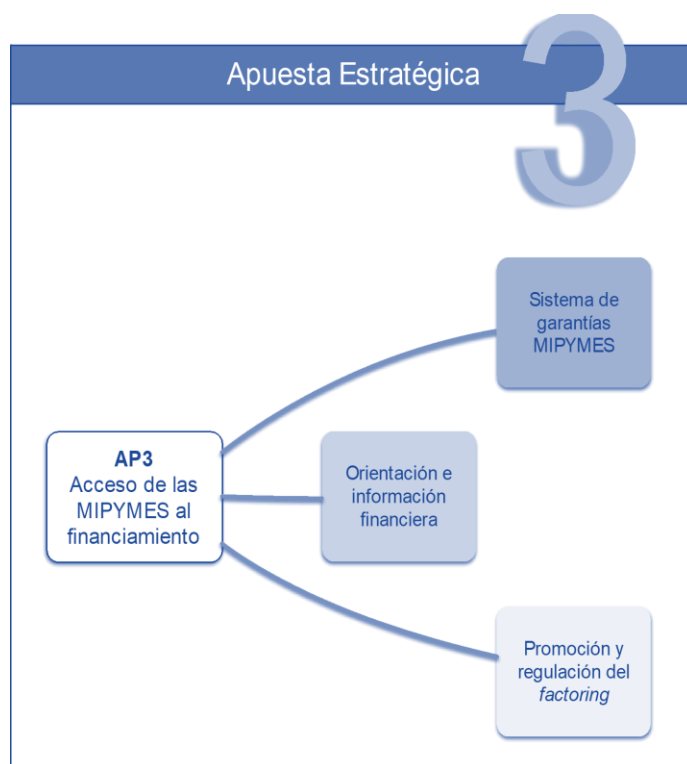 Apuesta Estratégica
3
Sistema de
garantías
MIPYMES
AP3
Acceso de las
MIPYMES al
financiamiento
Orientación e
información
financiera
Promoción y
regulación del
factoring